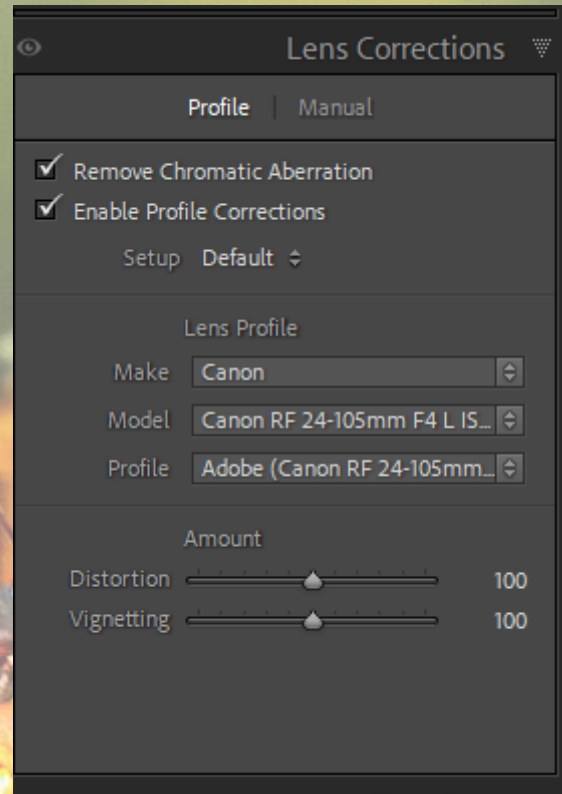 Lens Corrections
Profile | Manual
Remove Chromatic Aberration
Enable Profile Corrections
Setup Default
Lens Profile
Make Canon
Model Canon RF 24-105mm F4 L IS...
Profile Adobe (Canon RF 24-105mm...
Amount
Distortion 100
Vignetting 100